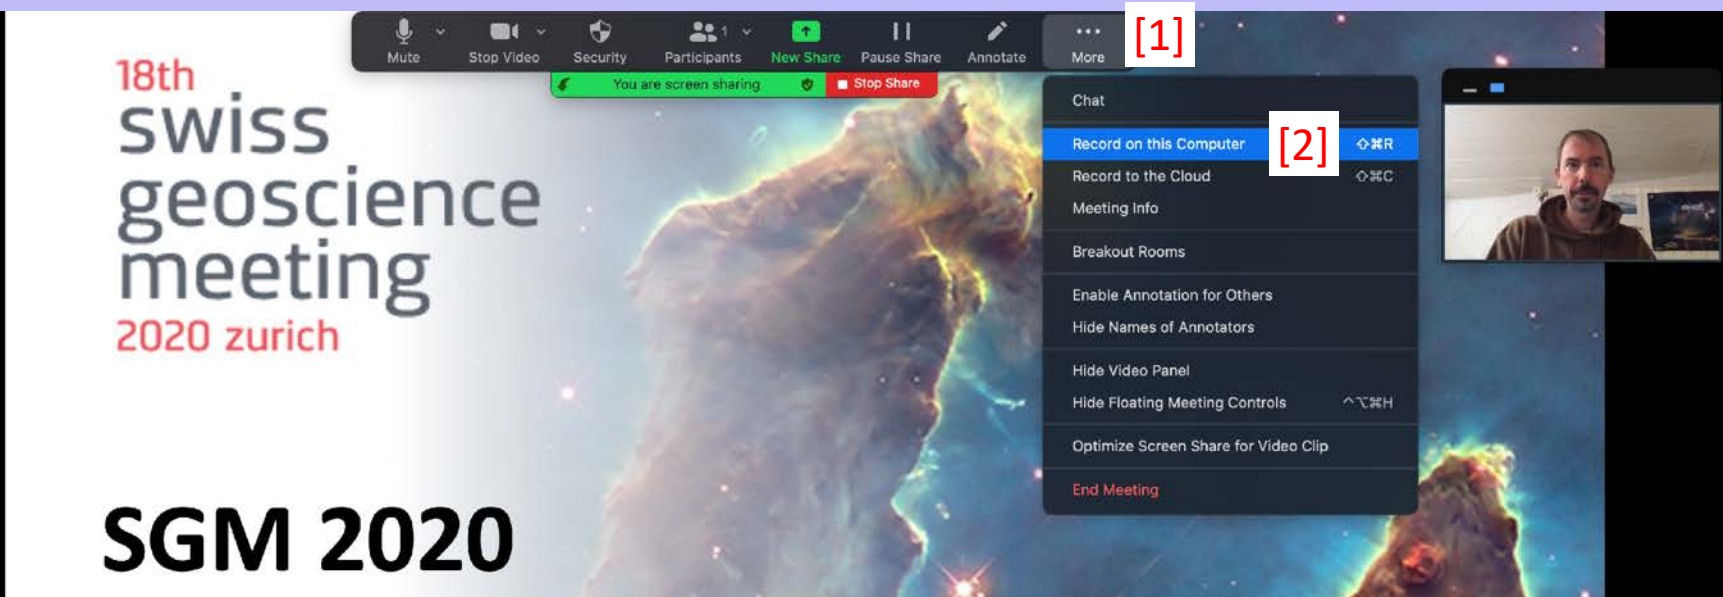 Mute
Stop Video
Security
Participants
1
New Share
Pause Share
Annotate
More
[1]
You are screen sharing
Stop Share
18th
swiss
geoscience
meeting
2020 zurich
SGM 2020
Chat
Record on this Computer [2] ⇧⌘R
Record to the Cloud ⇧⌘C
Meeting Info
Breakout Rooms
Enable Annotation for Others
Hide Names of Annotators
Hide Video Panel
Hide Floating Meeting Controls ^⌥⌘H
Optimize Screen Share for Video Clip
End Meeting